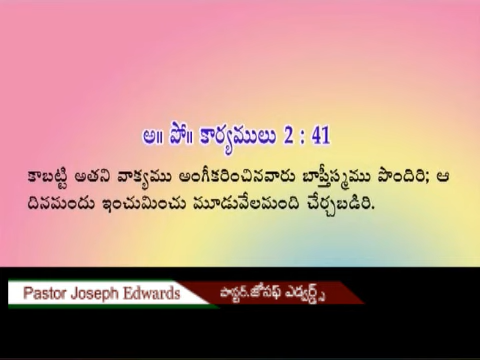 అ॥ పో॥ కార్యములు 2 : 41
కాబట్టి అతని వాక్యము అంగీకరించినవారు బాప్తీస్మము పొందిరి; ఆ
దినమందు ఇంచుమించు మూడువేలమంది చేర్చబడిరి.
Pastor Joseph Edwards పాస్టర్.జోసఫ్ ఎడ్వర్డ్స్